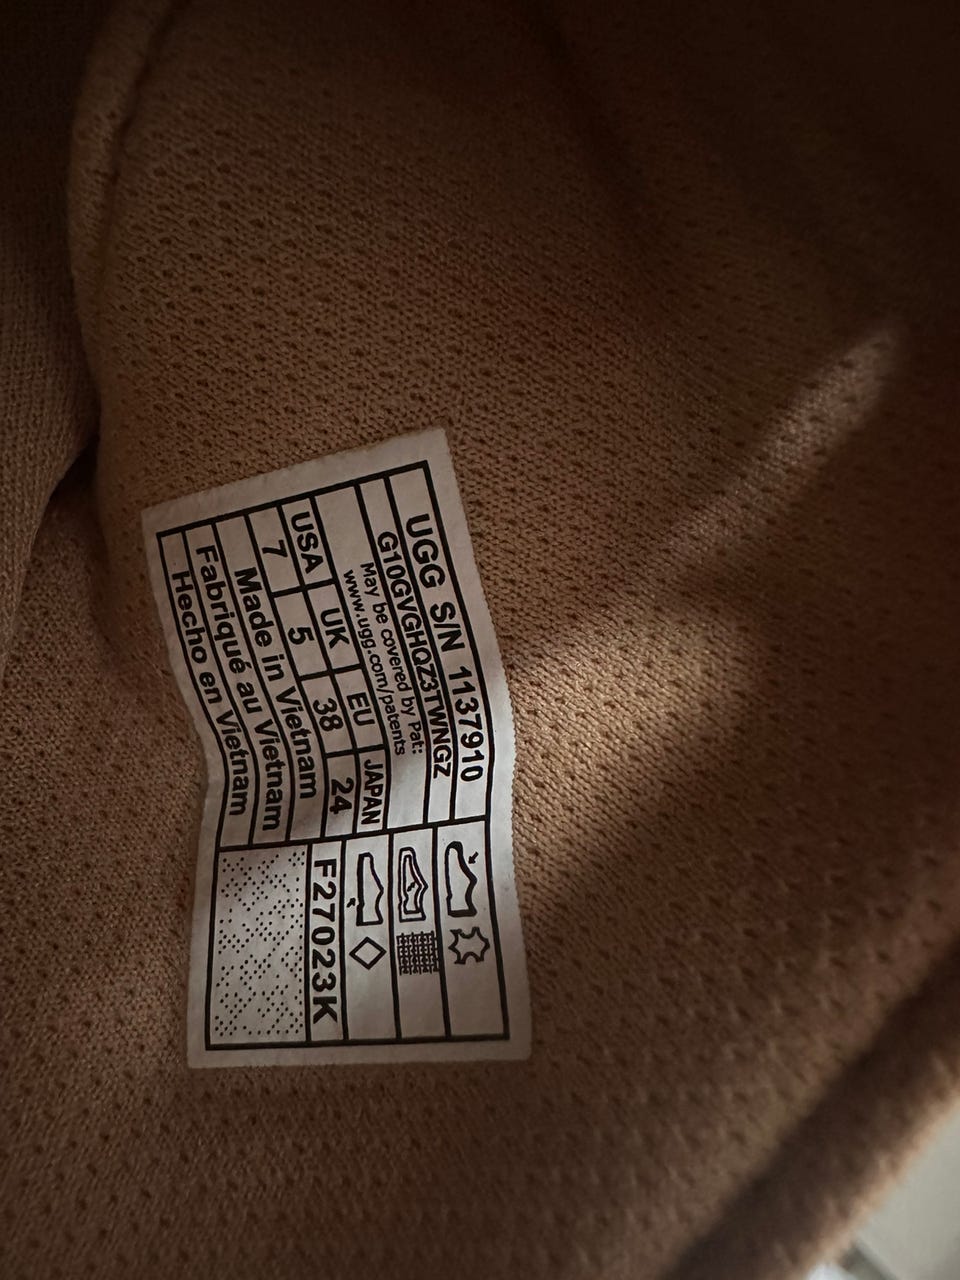 UGG S/N 1137910
G10GVGHQZ3TWNGZ
May be covered by Pat:
www.ugg.com/patents
USA UK EU JAPAN
7 5 38 24
Made in Vietnam
Fabriqué au Vietnam
Hecho en Vietnam
F27023K